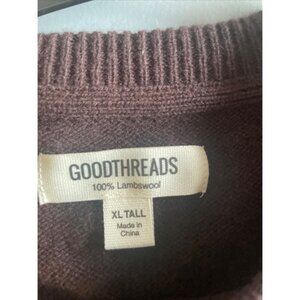 GOODTHREADS
100% Lambswool
XL TALL
Made in
China